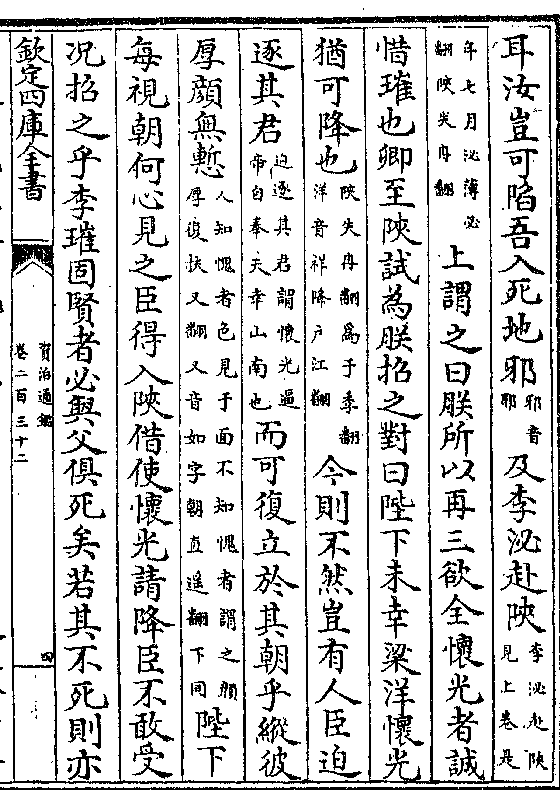 耳汝豈可陷吾入死地邪邪音耶及李泌赴陜李泌赴陜見上卷是
年七月泌薄必翻陜失冉翻上謂之曰朕所以再三欲全懷光者誠
惜璀也卿至陜試為朕招之對曰陛下未幸梁洋懷光
猶可降也陜失冉翻為于季翻洋音祥降户江翻今則不然豈有人臣迫
逐其君迫逐其君謂懷光逼帝自奉天幸山南也而可復立於其朝乎縱彼
厚顔無慙人知愧者色見于面不知愧者謂之顔厚復扶又翻又音如字朝直遥翻下同陛下
每視朝何心見之臣得入陜借使懷光請降臣不敢受
况招之乎李璀固賢者必與父俱死矣若其不死則亦
欽定四庫全書
資治通鑑
卷二百三十二
四